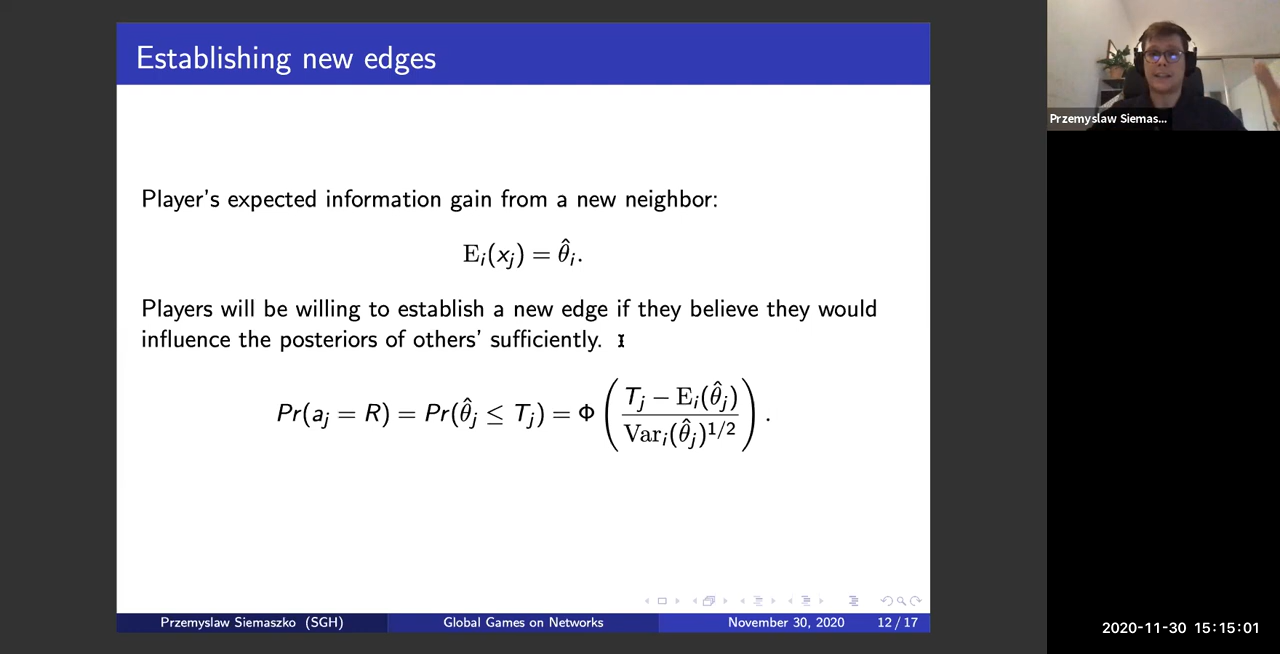 Establishing new edges
Player's expected information gain from a new neighbor:
E_i(x_j) = θ̂_i.
Players will be willing to establish a new edge if they believe they would
influence the posteriors of others' sufficiently.
Pr(a_j = R) = Pr(θ̂_j ≤ T_j) = Φ( (T_j − E_i(θ̂_j)) / Var_i(θ̂_j)^{1/2} ).
Przemyslaw Siemaszko (SGH) Global Games on Networks November 30, 2020 12 / 17
Przemyslaw Siemas...
2020-11-30 15:15:01